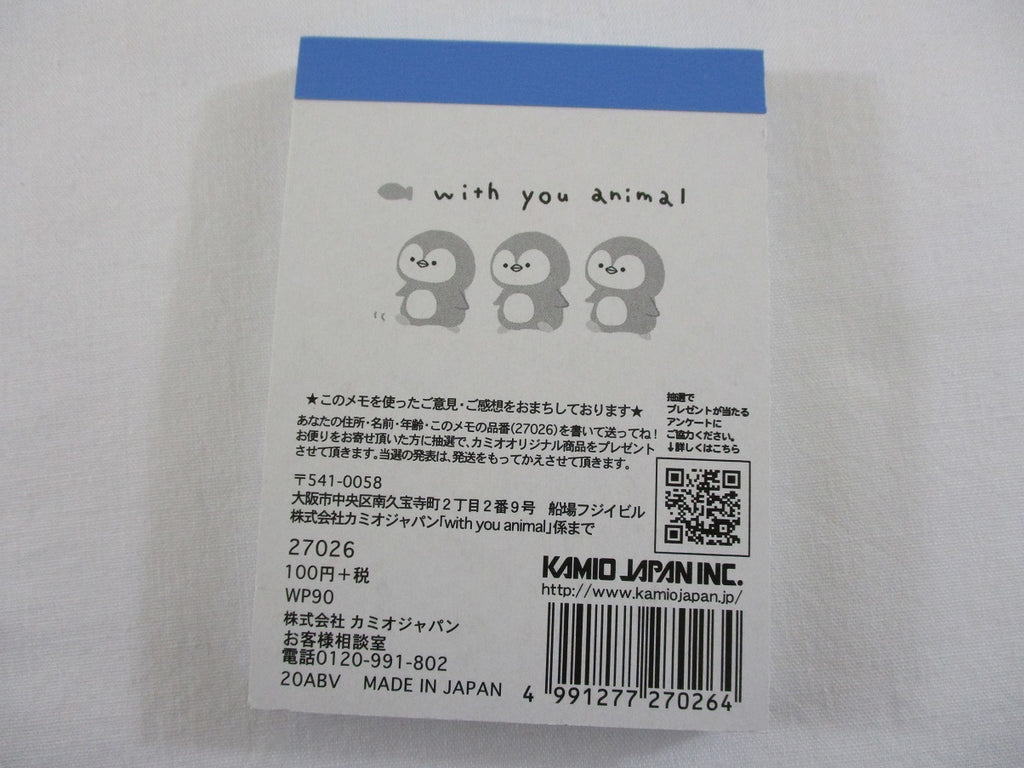 with you animal
★このメモを使ったご意見・ご感想をおまちしております★
あなたの住所・名前・年齢・このメモの品番(27026)を書いて送ってね!
お便りをお寄せ頂いた方に抽選で、カミオオリジナル商品をプレゼント
させて頂きます。当選の発表は、発送をもってかえさせて頂きます。
抽選で
プレゼントが当たる
アンケートに
ご協力ください。
↓詳しくはこちら
〒541-0058
大阪市中央区南久宝寺町2丁目2番9号 船場フジイビル
株式会社カミオジャパン「with you animal」係まで
27026
100円+税
WP90
株式会社 カミオジャパン
お客様相談室
電話0120-991-802
20ABV MADE IN JAPAN
KAMIO JAPAN INC.
http://www.kamiojapan.jp/
4 991277 270264